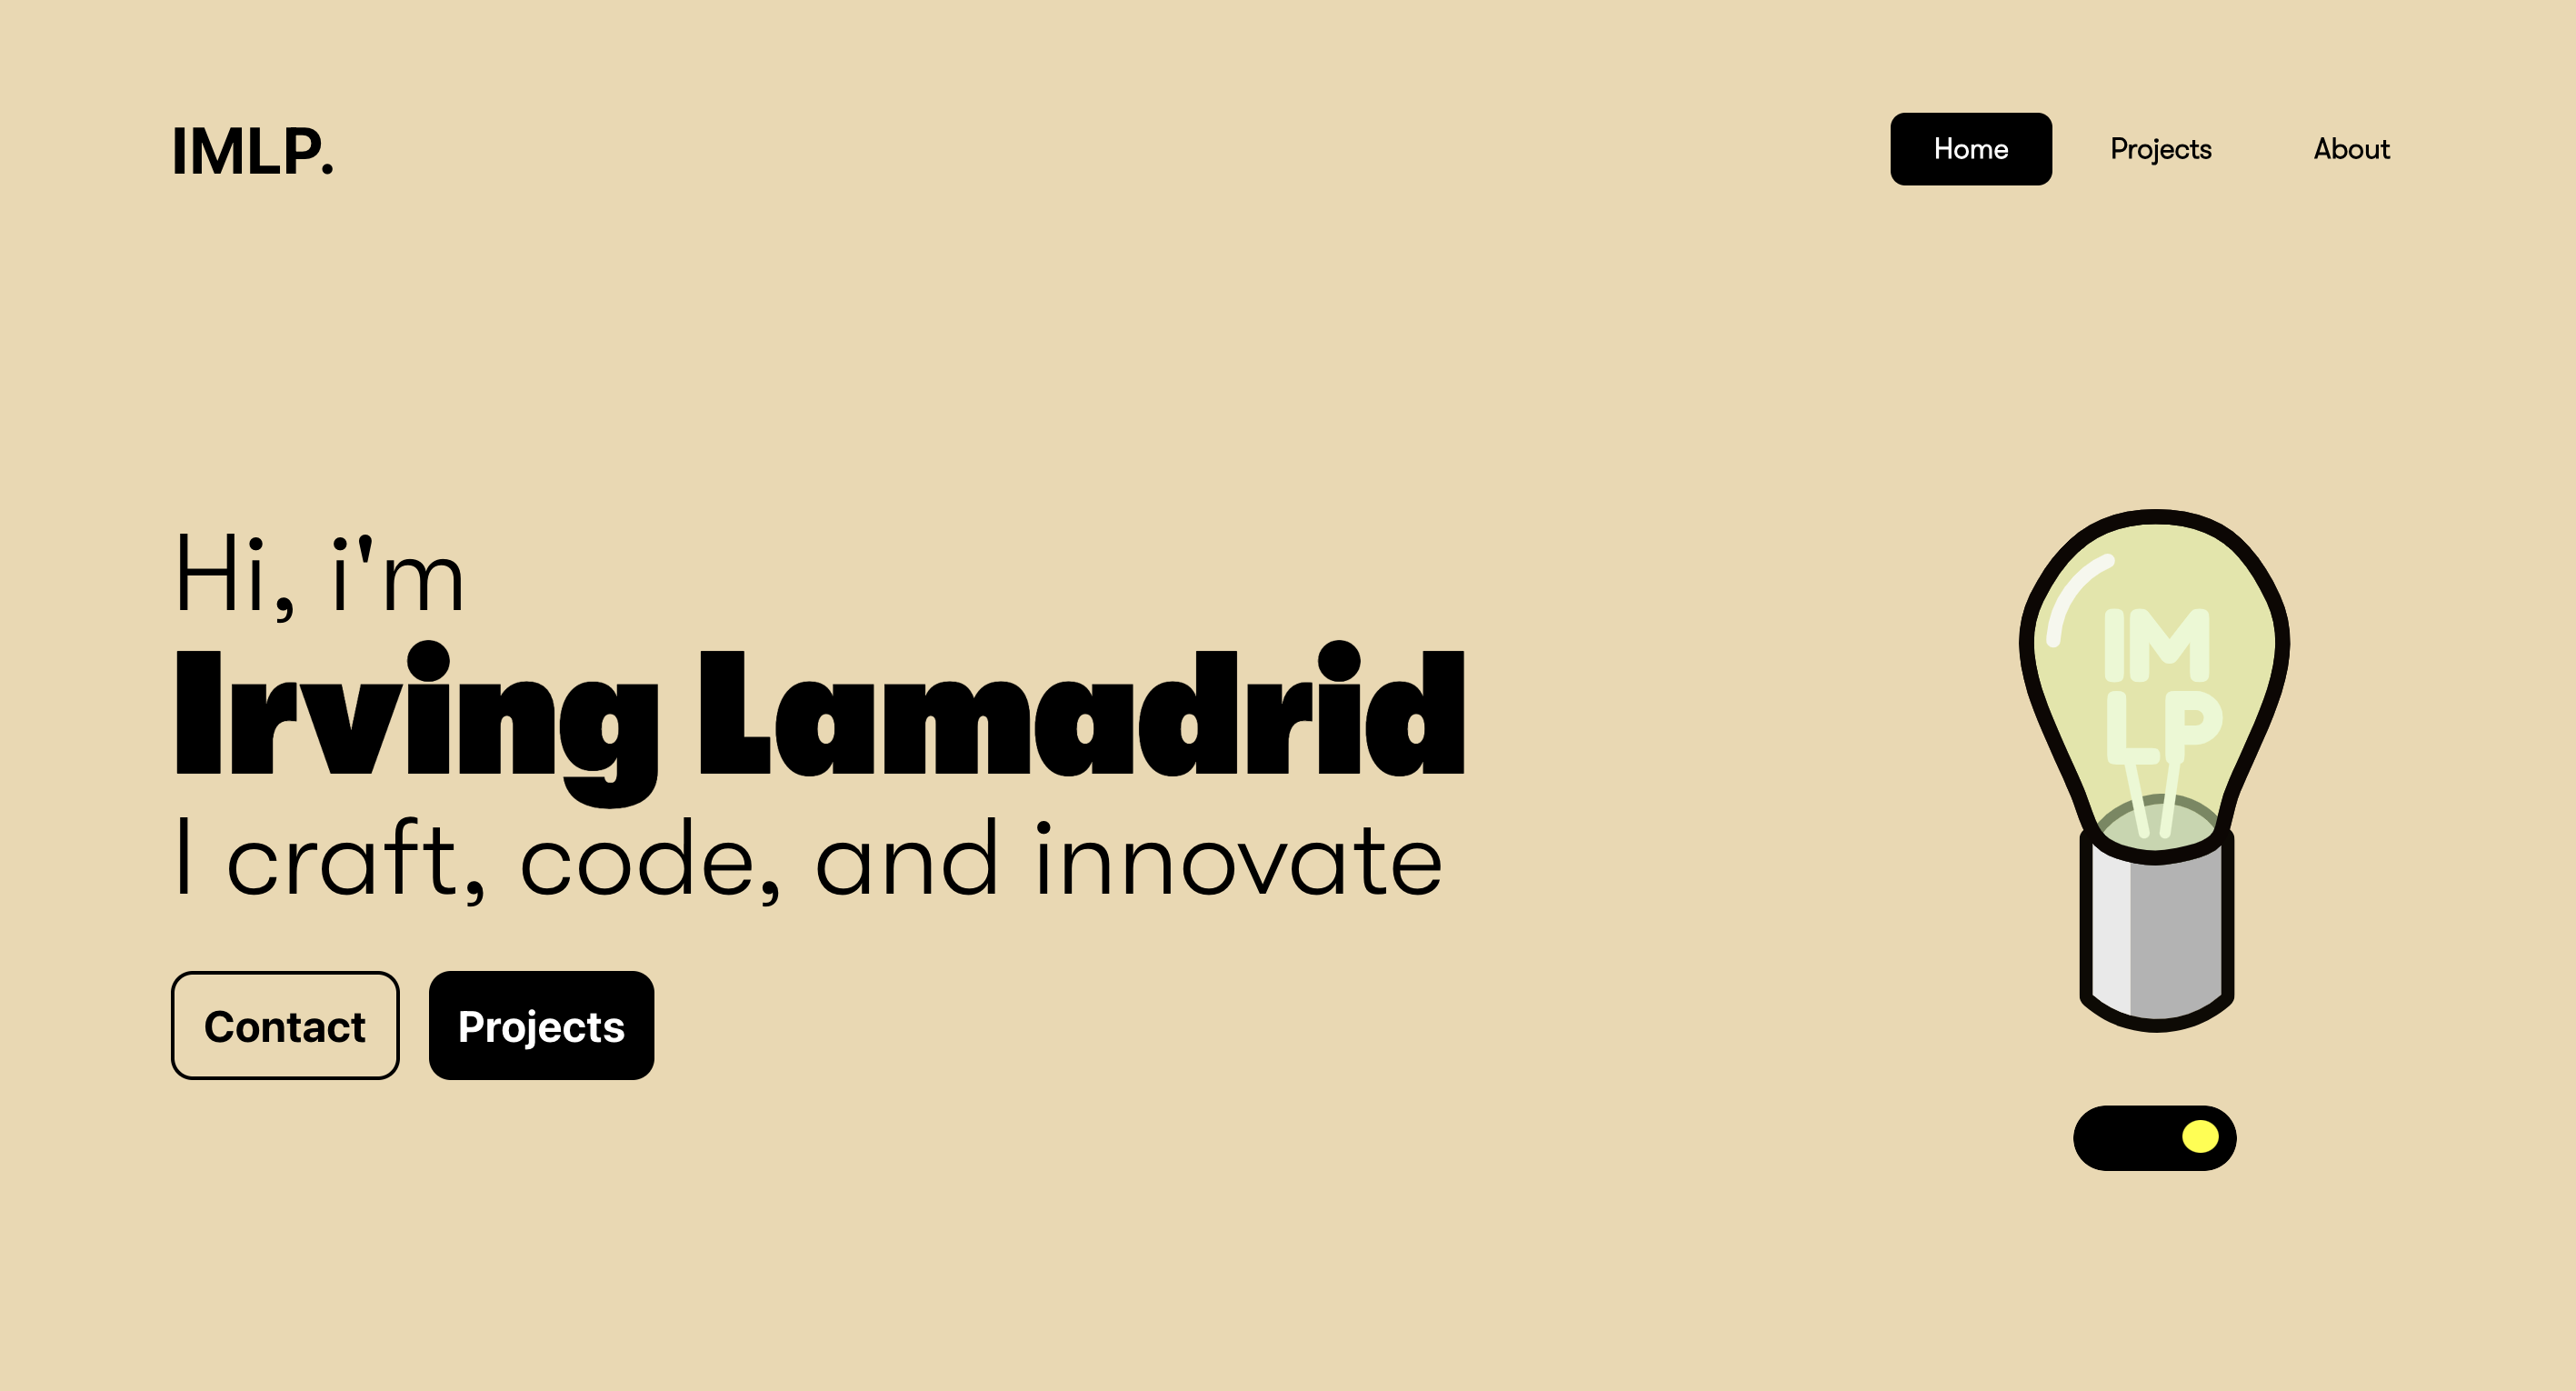 IMLP.
Home Projects About
Hi, i'm
Irving Lamadrid
I craft, code, and innovate
Contact Projects
IM
LP